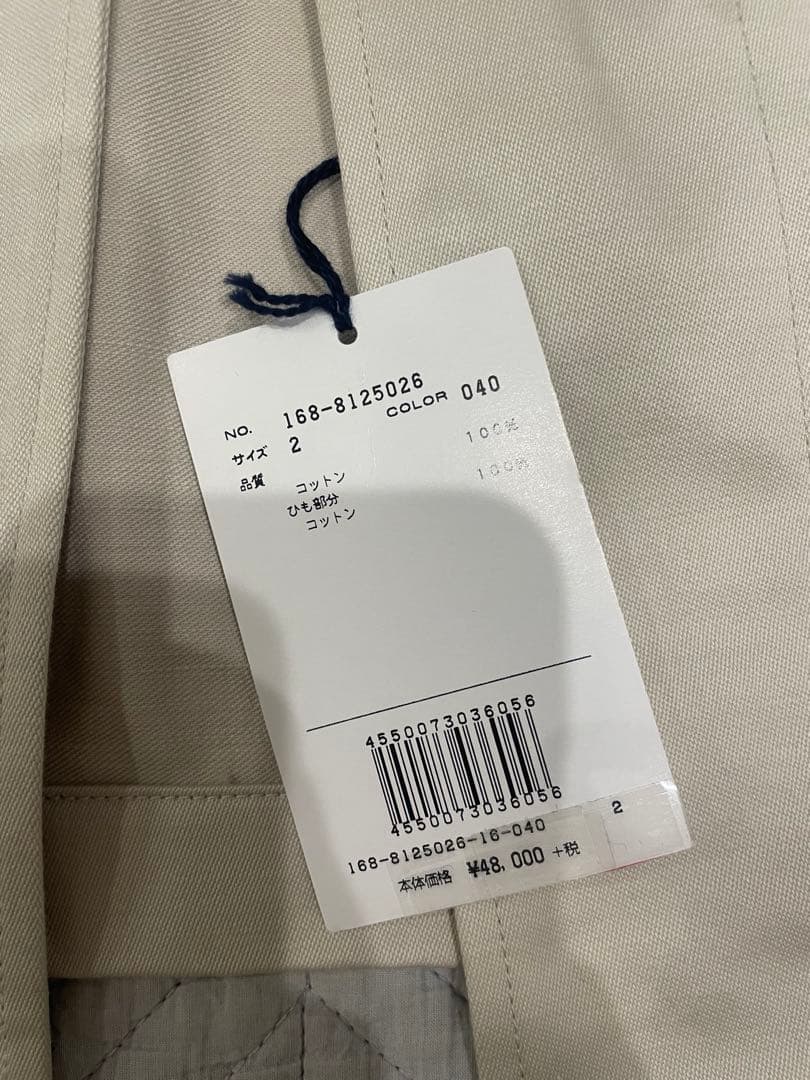 NO. 168-8125026
サイズ 2 COLOR 040
品質 コットン 100%
ひも部分
コットン 100%
4550073036056
4550073036056
168-8125026-16-040
本体価格 ¥48,000 +税
2